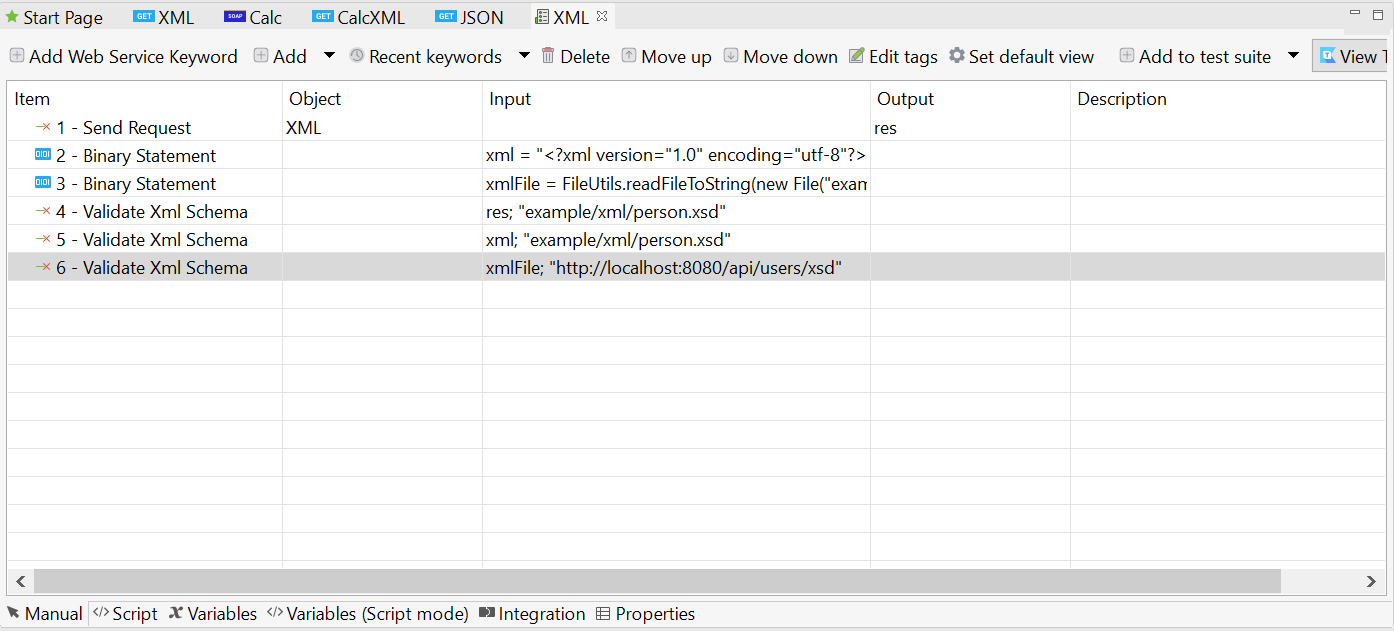 Start Page GET XML SOAP Calc GET CalcXML GET JSON XML
Add Web Service Keyword Add Recent keywords Delete Move up Move down Edit tags Set default view Add to test suite View
Item Object Input Output Description
1 - Send Request XML res
0101 2 - Binary Statement xml = "<?xml version="1.0" encoding="utf-8"?>
0101 3 - Binary Statement xmlFile = FileUtils.readFileToString(new File("exam
4 - Validate Xml Schema res; "example/xml/person.xsd"
5 - Validate Xml Schema xml; "example/xml/person.xsd"
6 - Validate Xml Schema xmlFile; "http://localhost:8080/api/users/xsd"
Manual Script Variables Variables (Script mode) Integration Properties